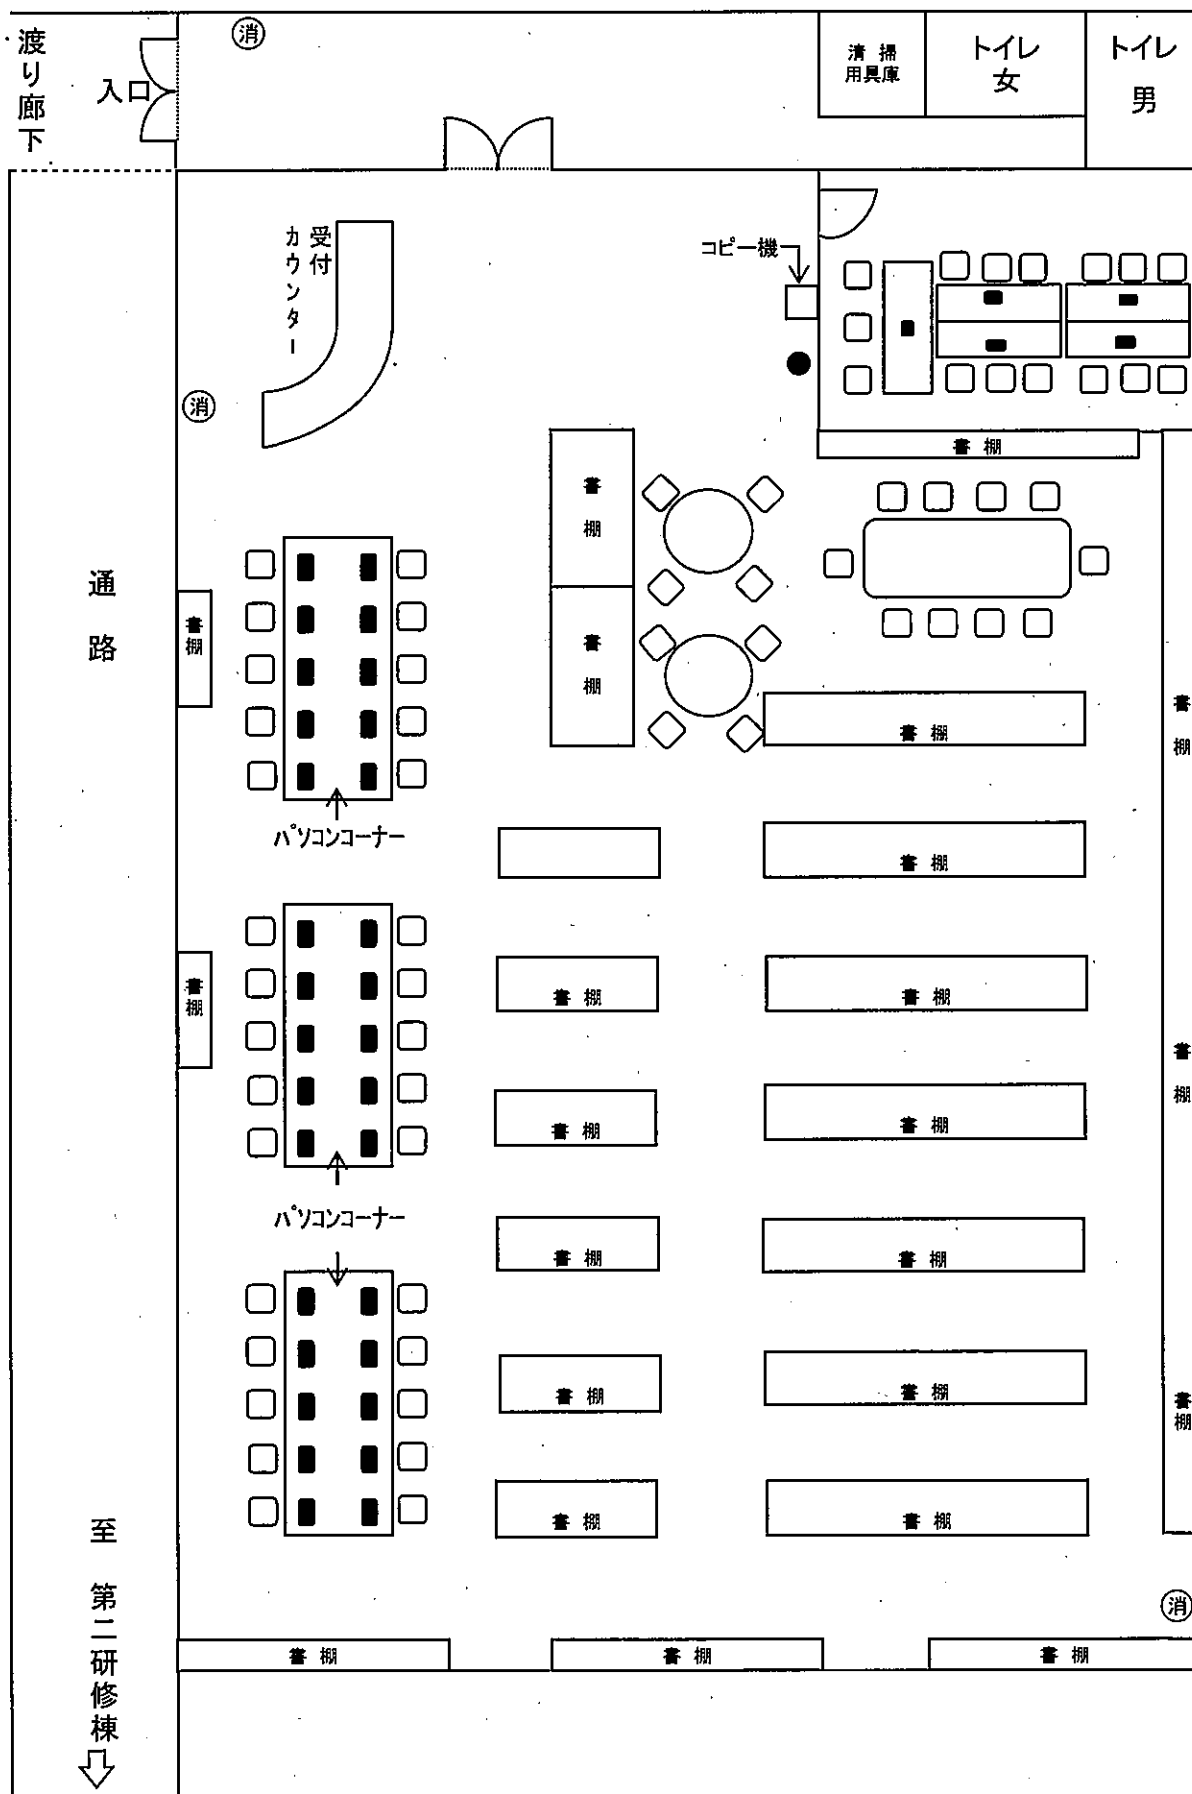 渡り廊下
入口
消
清掃
用具庫
トイレ
女
トイレ
男
受付
カウンター
コピー機
消
書棚
書棚
書棚
通路
書棚
書棚
書棚
書棚
パソコンコーナー
書棚
書棚
書棚
書棚
書棚
書棚
書棚
パソコンコーナー
書棚
書棚
書棚
書棚
書棚
書棚
書棚
至 第二研修棟
消
書棚
書棚
書棚